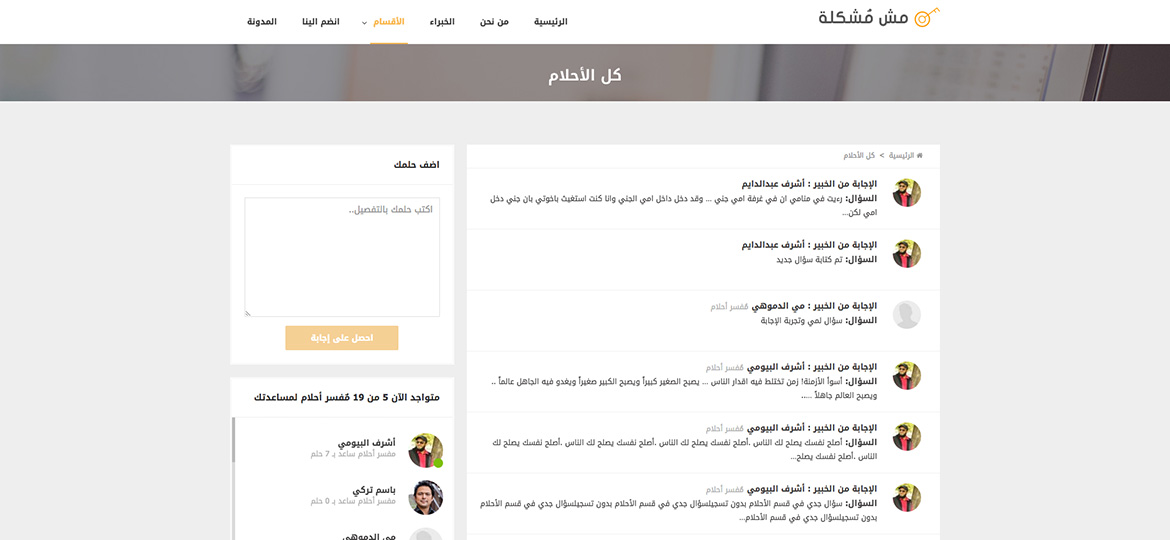 مش مُشكلة
الرئيسية
من نحن
الخبراء
الأقسام
انضم الينا
المدونة
كل الأحلام
الرئيسية > كل الأحلام
الإجابة من الخبير : أشرف عبدالدايم
السؤال: رءيت في منامي ان في غرفة امي جني ... وقد دخل داخل امي الجني وانا كنت استغيث باخوتي بان جني دخل
امي لكن...
الإجابة من الخبير : أشرف عبدالدايم
السؤال: تم كتابة سؤال جديد
الإجابة من الخبير : مي الدموهي مُفسر أحلام
السؤال: سؤال لمي وتجربة الإجابة
الإجابة من الخبير : أشرف البيومي مُفسر أحلام
السؤال: أسوأ الأزمنة! زمن تختلط فيه اقدار الناس ... يصبح الصغير كبيراً ويصبح الكبير صغيراً ويغدو فيه الجاهل عالماً ..
ويصبح العالم جاهلاً .....
الإجابة من الخبير : أشرف البيومي مُفسر أحلام
السؤال: أصلح نفسك يصلح لك الناس .أصلح نفسك يصلح لك الناس .أصلح نفسك يصلح لك الناس .أصلح نفسك يصلح لك
الناس .أصلح نفسك يصلح...
الإجابة من الخبير : أشرف البيومي مُفسر أحلام
السؤال: سؤال جدي في قسم الأحلام بدون تسجيلسؤال جدي في قسم الأحلام بدون تسجيلسؤال جدي في قسم الأحلام
بدون تسجيلسؤال جدي في قسم الأحلام...
اضف حلمك
اكتب حلمك بالتفصيل..
احصل على إجابة
متواجد الآن 5 من 19 مُفسر أحلام لمساعدتك
أشرف البيومي
مفسر أحلام ساعد بـ 7 حلم
باسم تركي
مفسر أحلام ساعد بـ 0 حلم
مي الدموهي